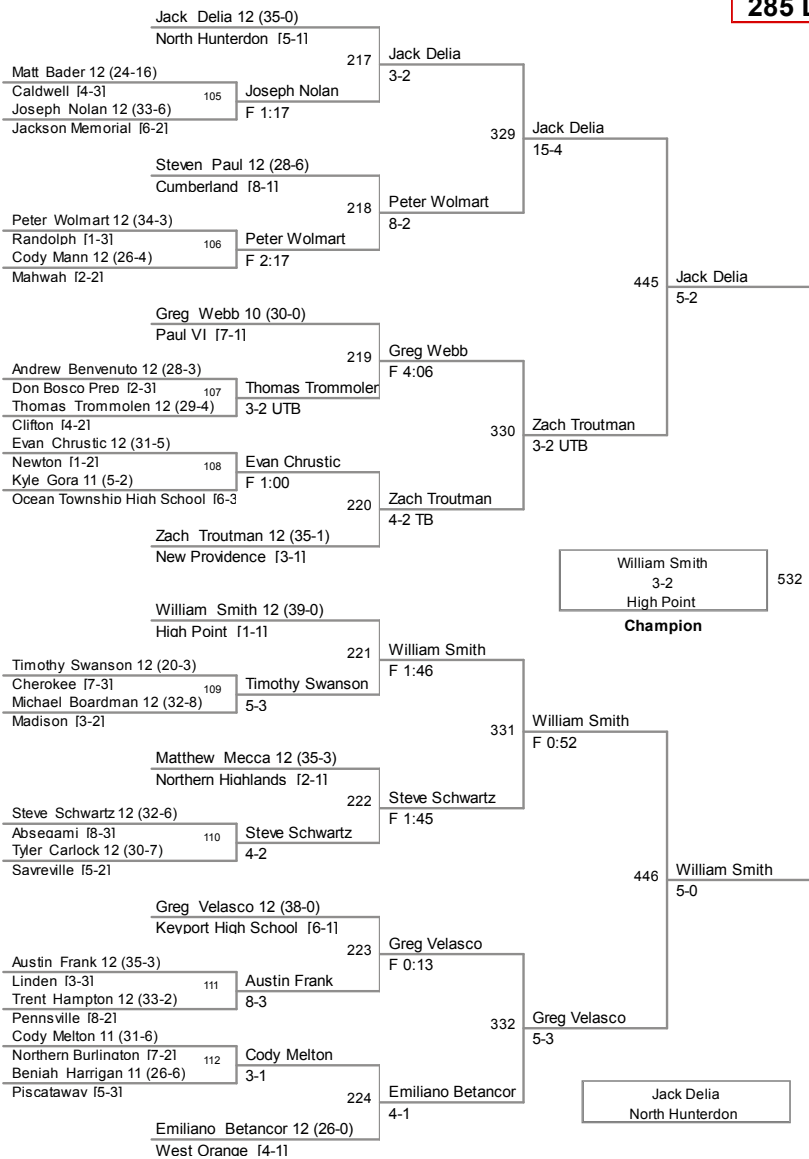 285 L
Jack Delia 12 (35-0)
North Hunterdon [5-1]
217
Jack Delia
3-2
Matt Bader 12 (24-16)
Caldwell [4-3]
105
Joseph Nolan
Joseph Nolan 12 (33-6)
F 1:17
Jackson Memorial [6-2]
329
Jack Delia
15-4
Steven Paul 12 (28-6)
Cumberland [8-1]
218
Peter Wolmart
8-2
Peter Wolmart 12 (34-3)
Randolph [1-3]
106
Peter Wolmart
Cody Mann 12 (26-4)
F 2:17
Mahwah [2-2]
445
Jack Delia
5-2
Greg Webb 10 (30-0)
Paul VI [7-1]
219
Greg Webb
F 4:06
Andrew Benvenuto 12 (28-3)
Don Bosco Prep [2-3]
107
Thomas Trommolen
Thomas Trommolen 12 (29-4)
3-2 UTB
Clifton [4-2]
330
Zach Troutman
3-2 UTB
Evan Chrustic 12 (31-5)
Newton [1-2]
108
Evan Chrustic
Kyle Gora 11 (5-2)
F 1:00
Ocean Township High School [6-3
220
Zach Troutman
4-2 TB
Zach Troutman 12 (35-1)
New Providence [3-1]
William Smith
3-2
High Point
532
Champion
William Smith 12 (39-0)
High Point [1-1]
221
William Smith
F 1:46
Timothy Swanson 12 (20-3)
Cherokee [7-3]
109
Timothy Swanson
Michael Boardman 12 (32-8)
5-3
Madison [3-2]
331
William Smith
F 0:52
Matthew Mecca 12 (35-3)
Northern Highlands [2-1]
222
Steve Schwartz
F 1:45
Steve Schwartz 12 (32-6)
Absegami [8-3]
110
Steve Schwartz
Tyler Carlock 12 (30-7)
4-2
Sayreville [5-2]
446
William Smith
5-0
Greg Velasco 12 (38-0)
Keyport High School [6-1]
223
Greg Velasco
F 0:13
Austin Frank 12 (35-3)
Linden [3-3]
111
Austin Frank
Trent Hampton 12 (33-2)
8-3
Pennsville [8-2]
332
Greg Velasco
5-3
Cody Melton 11 (31-6)
Northern Burlington [7-2]
112
Cody Melton
Beniah Harrigan 11 (26-6)
3-1
Piscataway [5-3]
224
Emiliano Betancor
4-1
Emiliano Betancor 12 (26-0)
West Orange [4-1]
Jack Delia
North Hunterdon